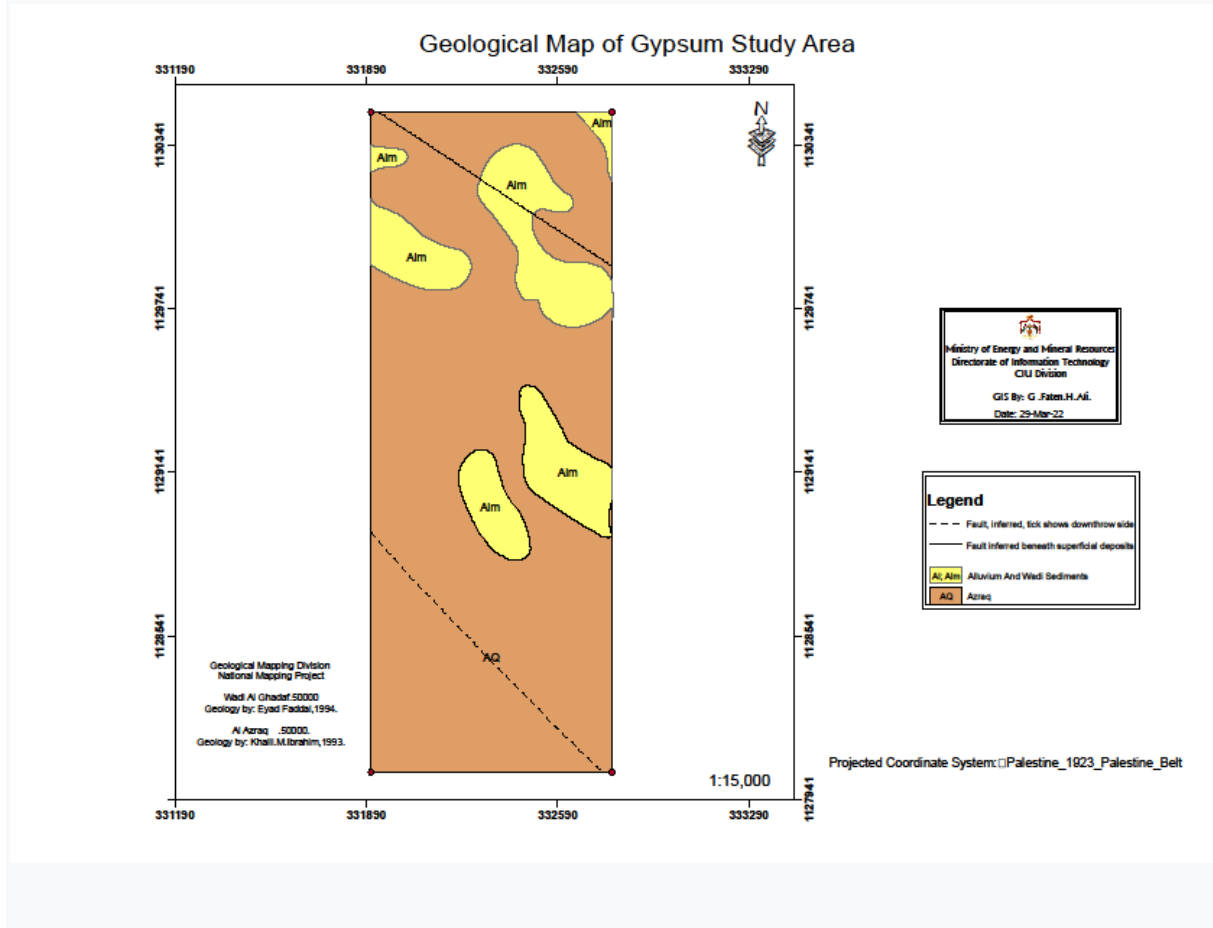 Geological Map of Gypsum Study Area
331190
331890
332590
333290
N
1130341
1130341
Alm
Alm
Alm
Alm
1129741
1129741
Ministry of Energy and Mineral Resources
Directorate of Information Technology
CIU Division
GIS By: G .Faten.H.Ali.
Date: 29-Mar-22
1129141
1129141
Alm
Alm
Legend
Fault, inferred, tick shows downthrow side
Fault inferred beneath superficial deposits
Al; Alm Alluvium And Wadi Sediments
AQ Azraq
1128541
1128541
AQ
Geological Mapping Division
National Mapping Project
Wadi Al Ghadaf.50000
Geology by: Eyad Faddal,1994.
Al Azraq .50000.
Geology by: Khalil.M.Ibrahim,1993.
Projected Coordinate System:□Palestine_1923_Palestine_Belt
1:15,000
1127941
331190
331890
332590
333290